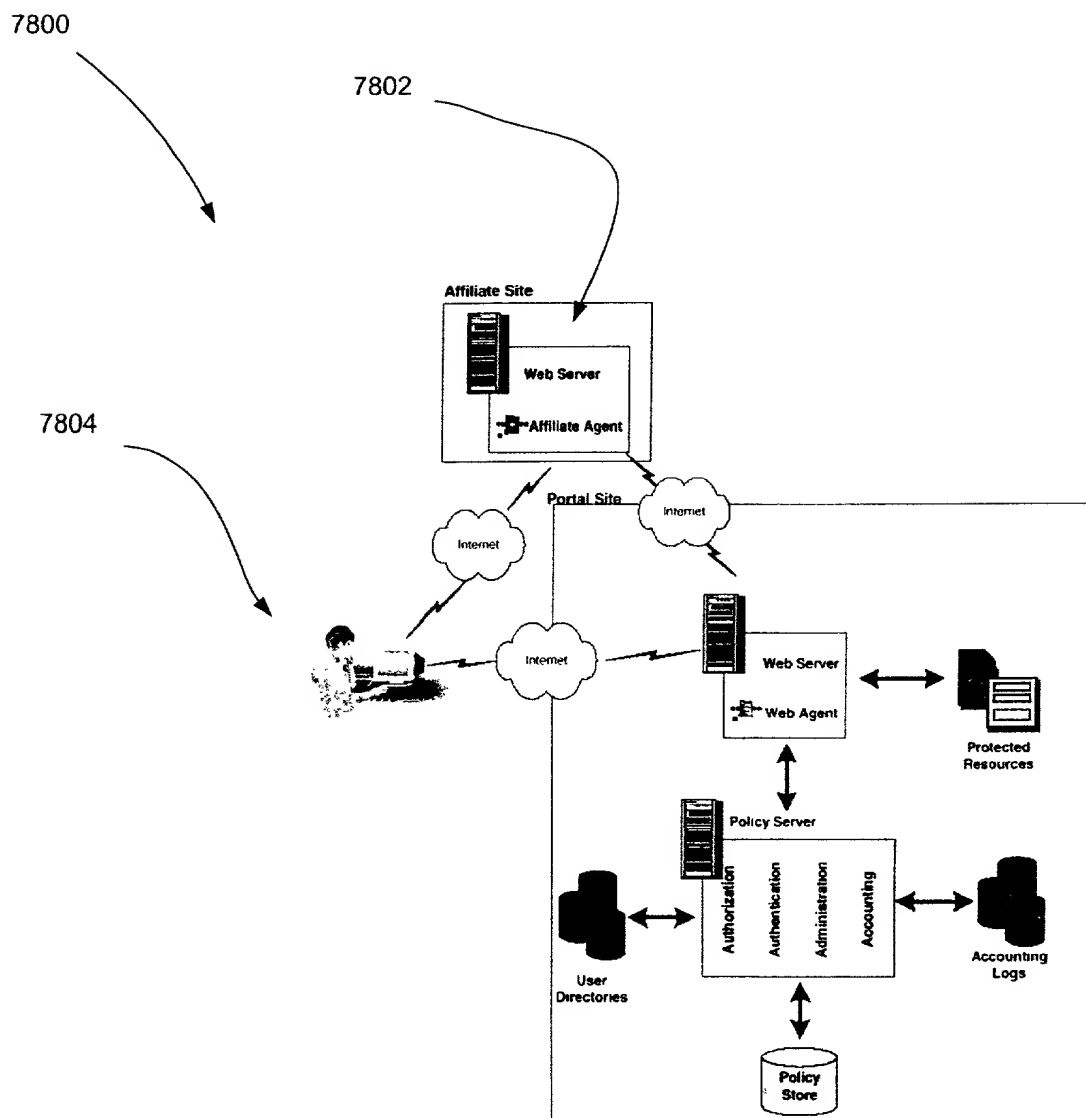 7800
7802
Affiliate Site
Web Server
Affiliate Agent
7804
Portal Site
Internet
Internet
Internet
Web Server
Web Agent
Protected
Resources
Policy Server
Authorization
Authentication
Administration
Accounting
User
Directories
Accounting
Logs
Policy
Store